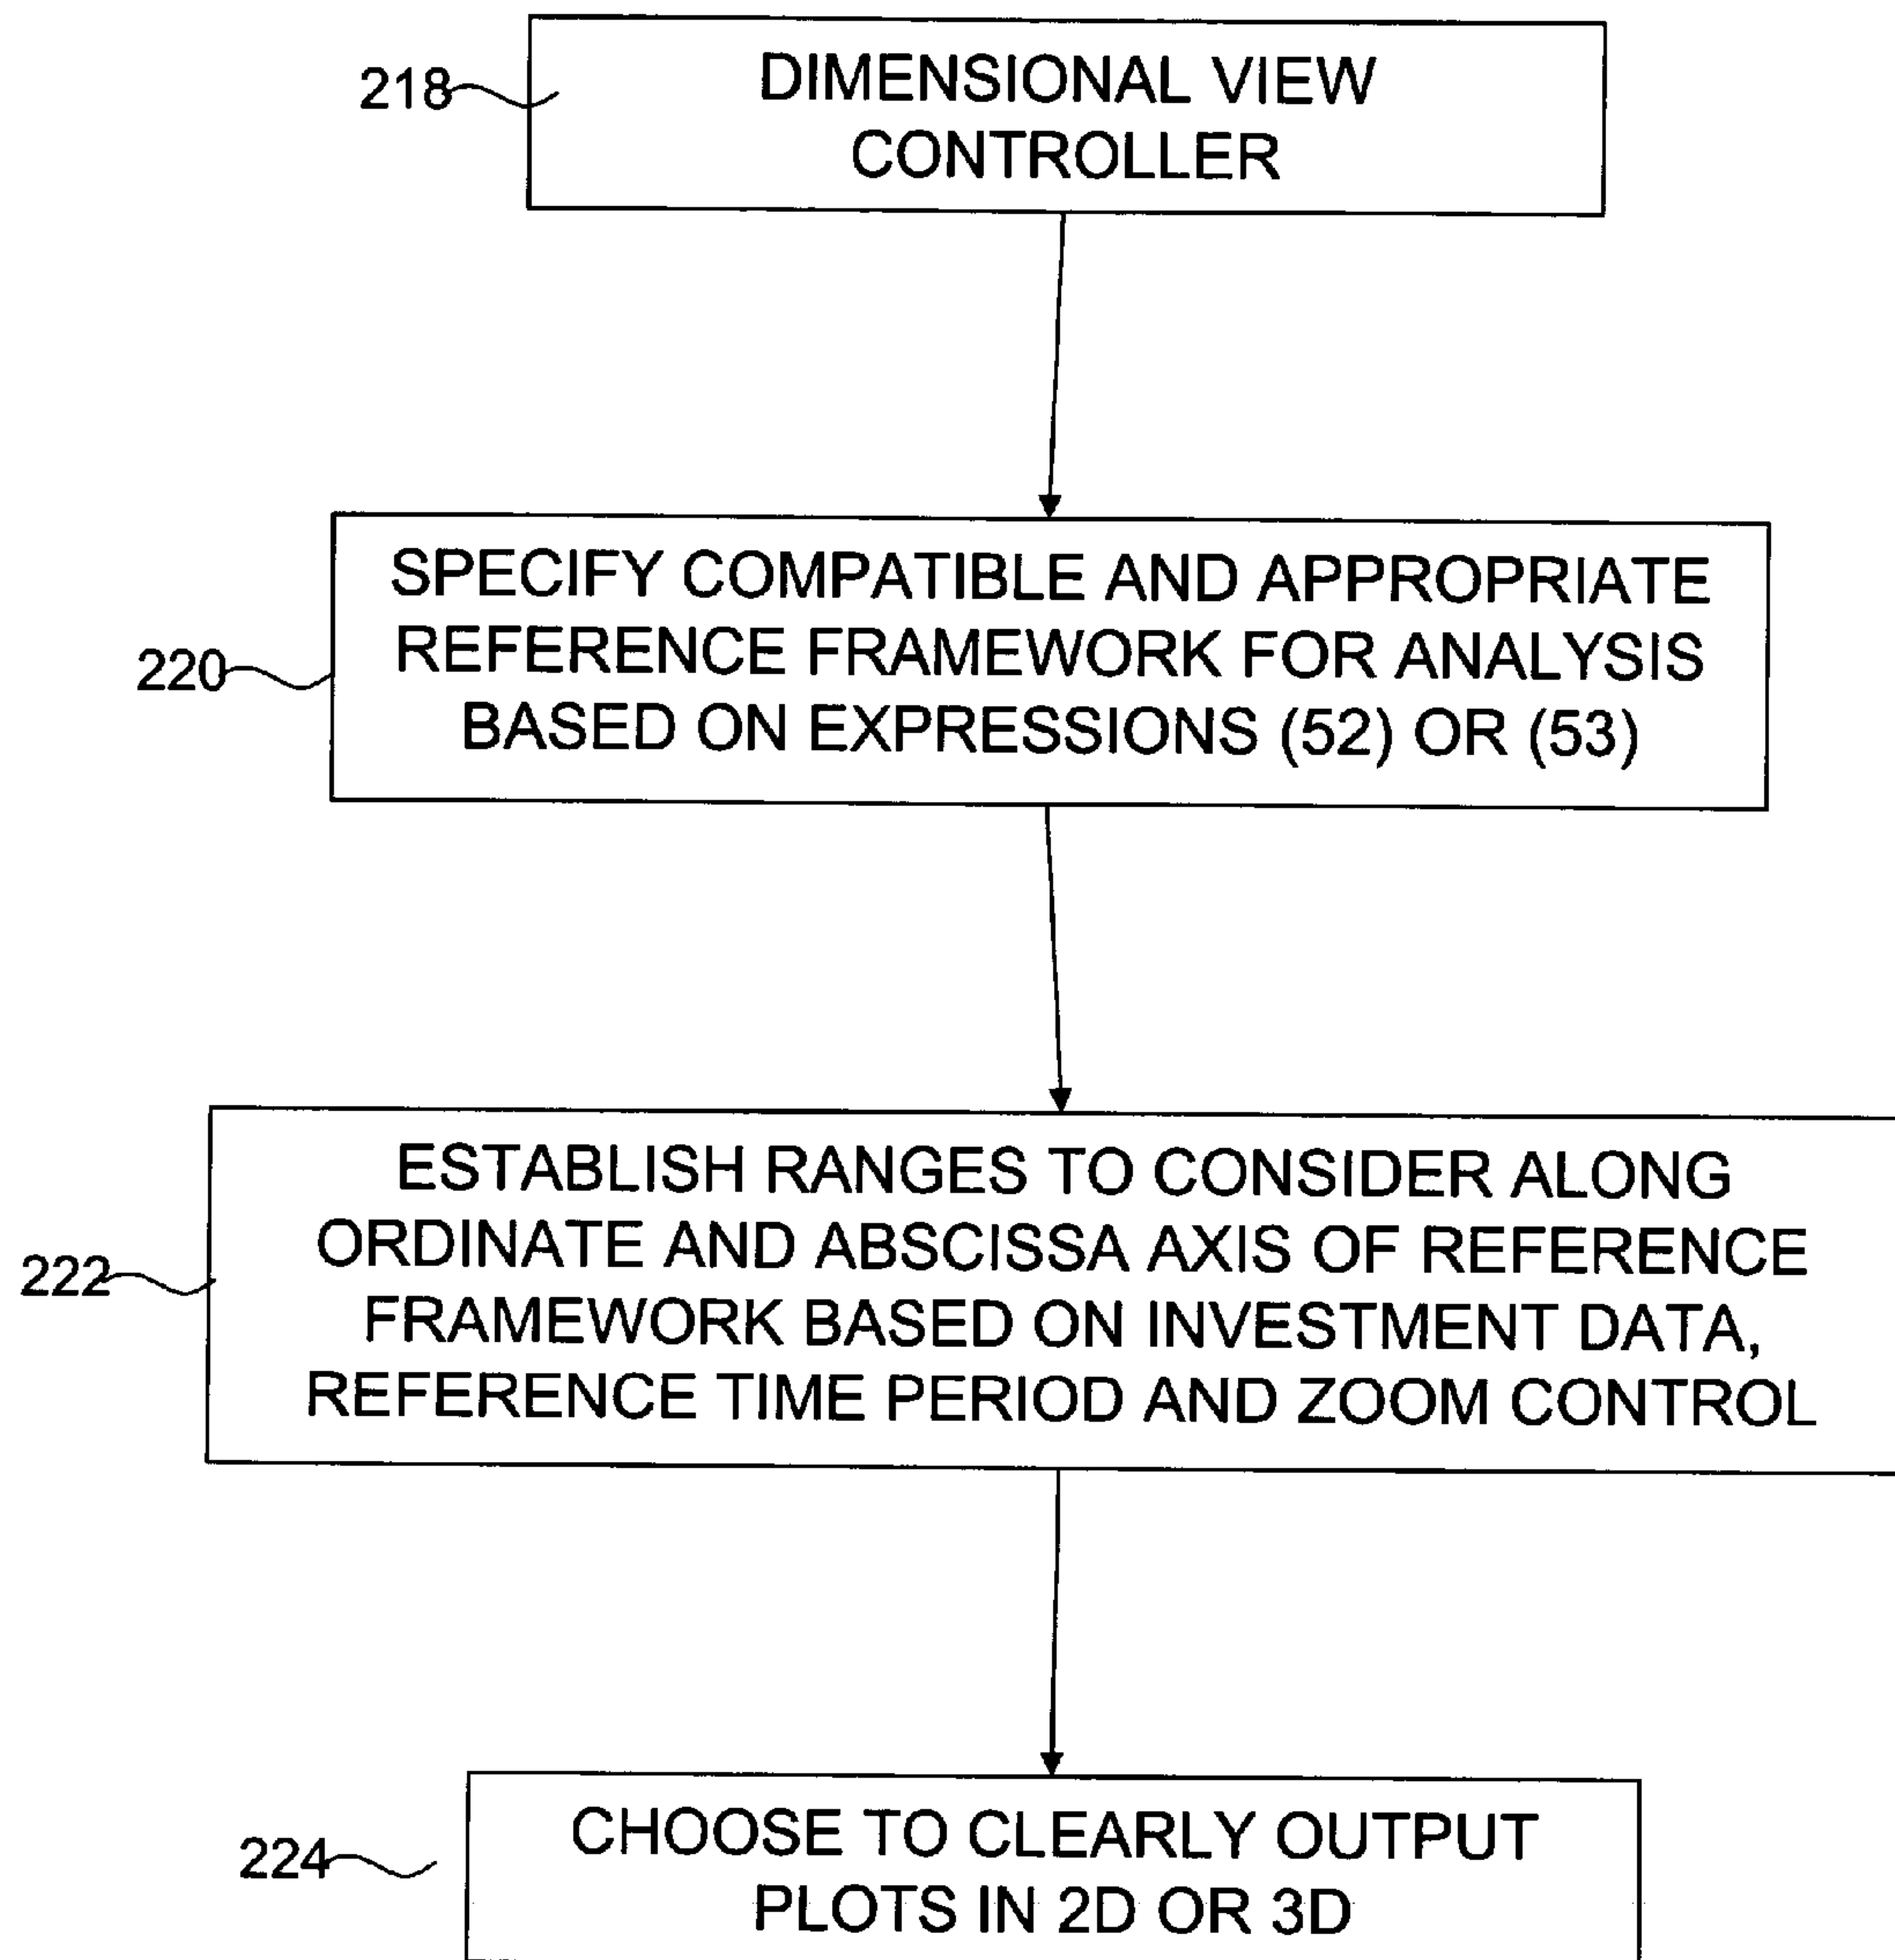 218
DIMENSIONAL VIEW
CONTROLLER
220
SPECIFY COMPATIBLE AND APPROPRIATE
REFERENCE FRAMEWORK FOR ANALYSIS
BASED ON EXPRESSIONS (52) OR (53)
222
ESTABLISH RANGES TO CONSIDER ALONG
ORDINATE AND ABSCISSA AXIS OF REFERENCE
FRAMEWORK BASED ON INVESTMENT DATA,
REFERENCE TIME PERIOD AND ZOOM CONTROL
224
CHOOSE TO CLEARLY OUTPUT
PLOTS IN 2D OR 3D